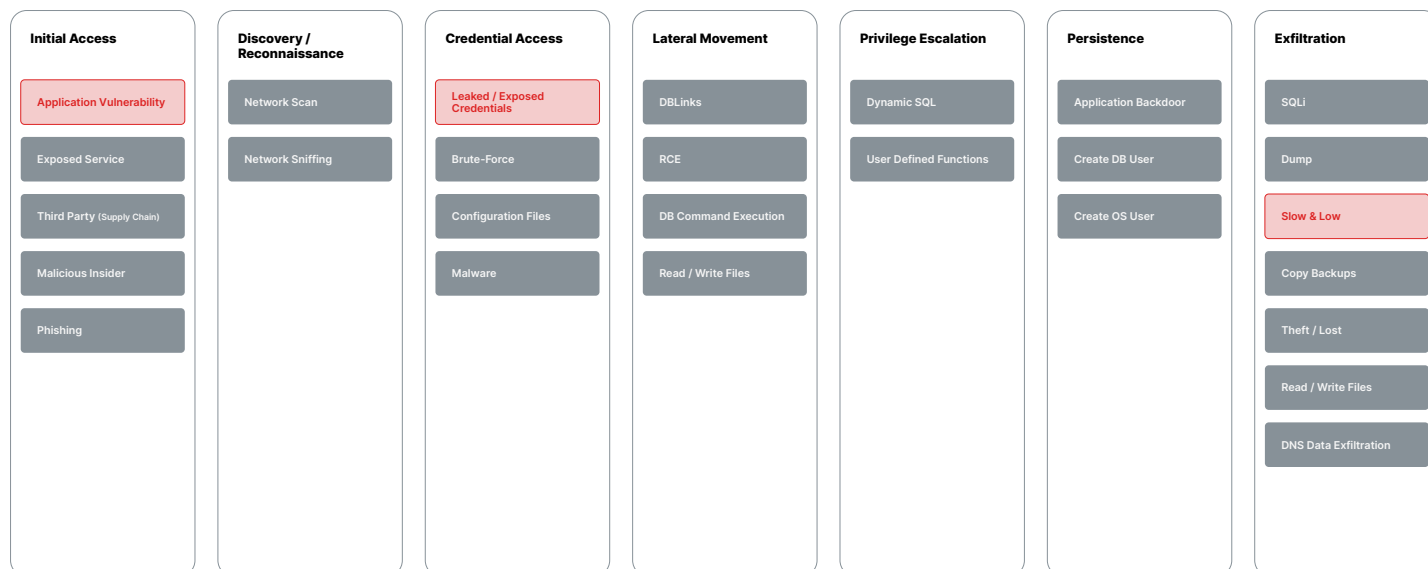 Initial Access
Application Vulnerability
Exposed Service
Third Party (Supply Chain)
Malicious Insider
Phishing
Discovery /
Reconnaissance
Network Scan
Network Sniffing
Credential Access
Leaked / Exposed
Credentials
Brute-Force
Configuration Files
Malware
Lateral Movement
DBLinks
RCE
DB Command Execution
Read / Write Files
Privilege Escalation
Dynamic SQL
User Defined Functions
Persistence
Application Backdoor
Create DB User
Create OS User
Exfiltration
SQLi
Dump
Slow & Low
Copy Backups
Theft / Lost
Read / Write Files
DNS Data Exfiltration